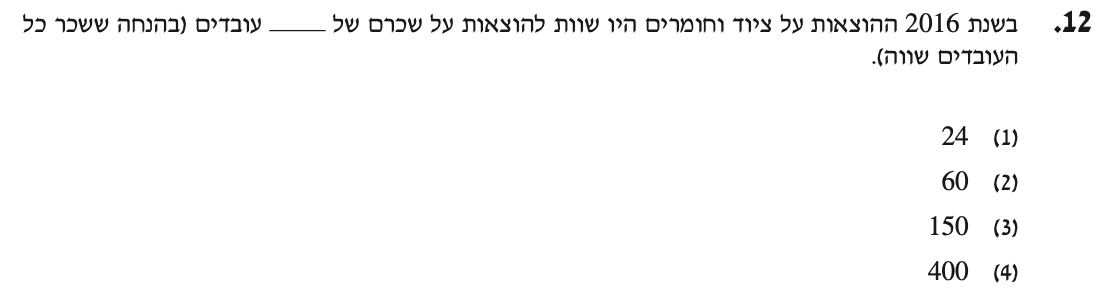 12. בשנת 2016 ההוצאות על ציוד וחומרים היו שוות להוצאות על שכרם של _____ עובדים (בהנחה ששכר כל
העובדים שווה).
(1) 24
(2) 60
(3) 150
(4) 400